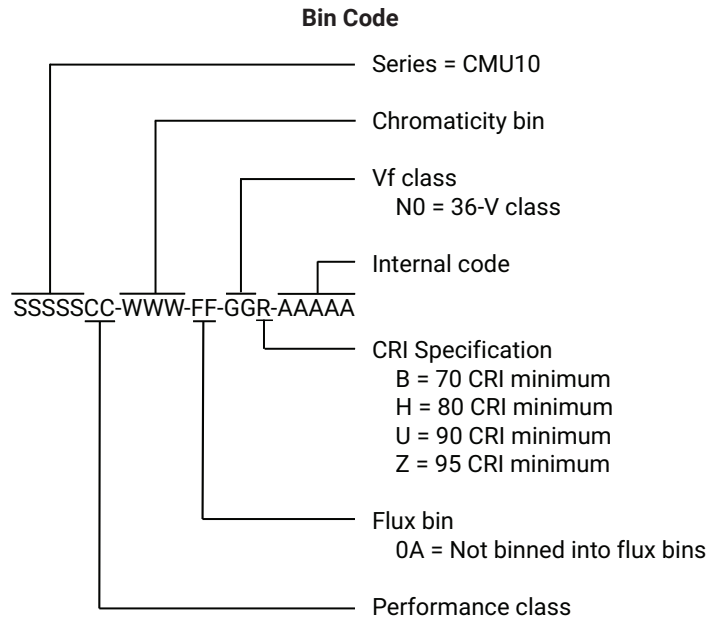 Bin Code
Series = CMU10
Chromaticity bin
Vf class
N0 = 36-V class
Internal code
SSSSSCC-WWW-FF-GGR-AAAAA
CRI Specification
B = 70 CRI minimum
H = 80 CRI minimum
U = 90 CRI minimum
Z = 95 CRI minimum
Flux bin
0A = Not binned into flux bins
Performance class